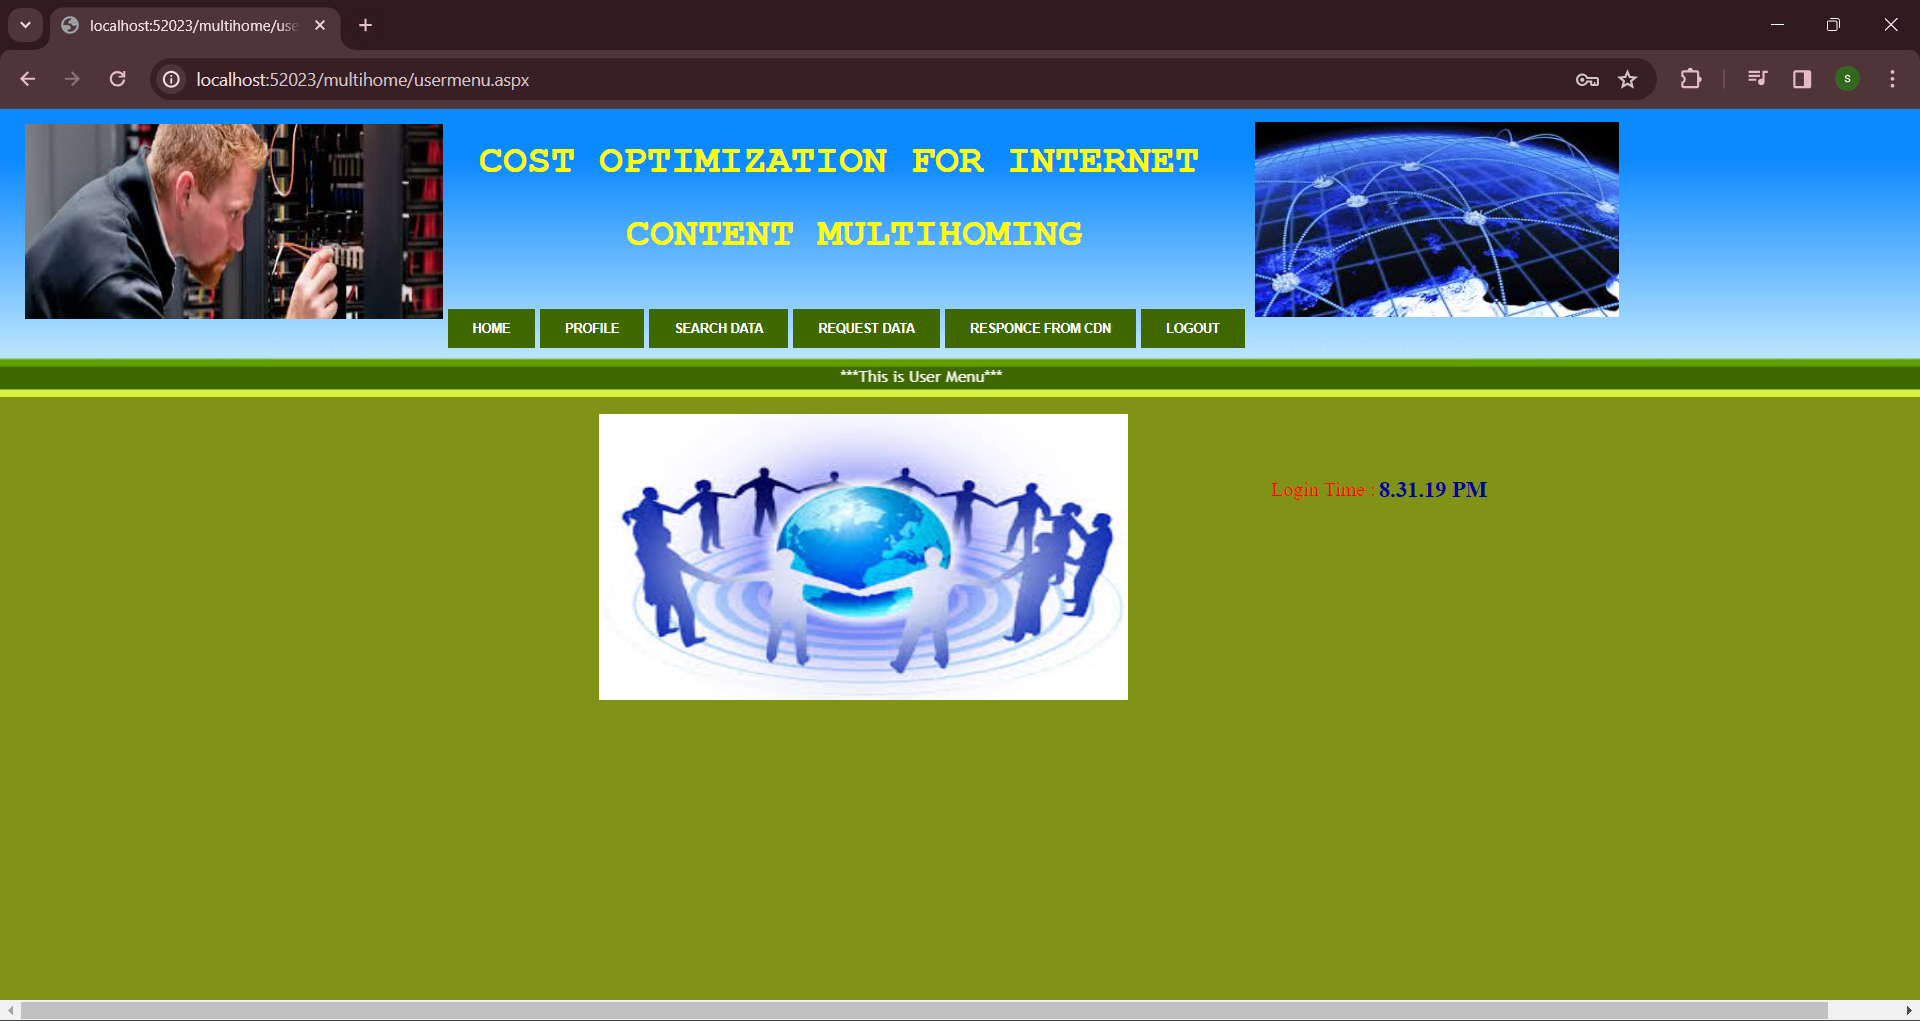 localhost:52023/multihome/use
localhost:52023/multihome/usermenu.aspx
S
COST OPTIMIZATION FOR INTERNET
CONTENT MULTIHOMING
HOME PROFILE SEARCH DATA REQUEST DATA RESPONCE FROM CDN LOGOUT
***This is User Menu***
Login Time : 8.31.19 PM